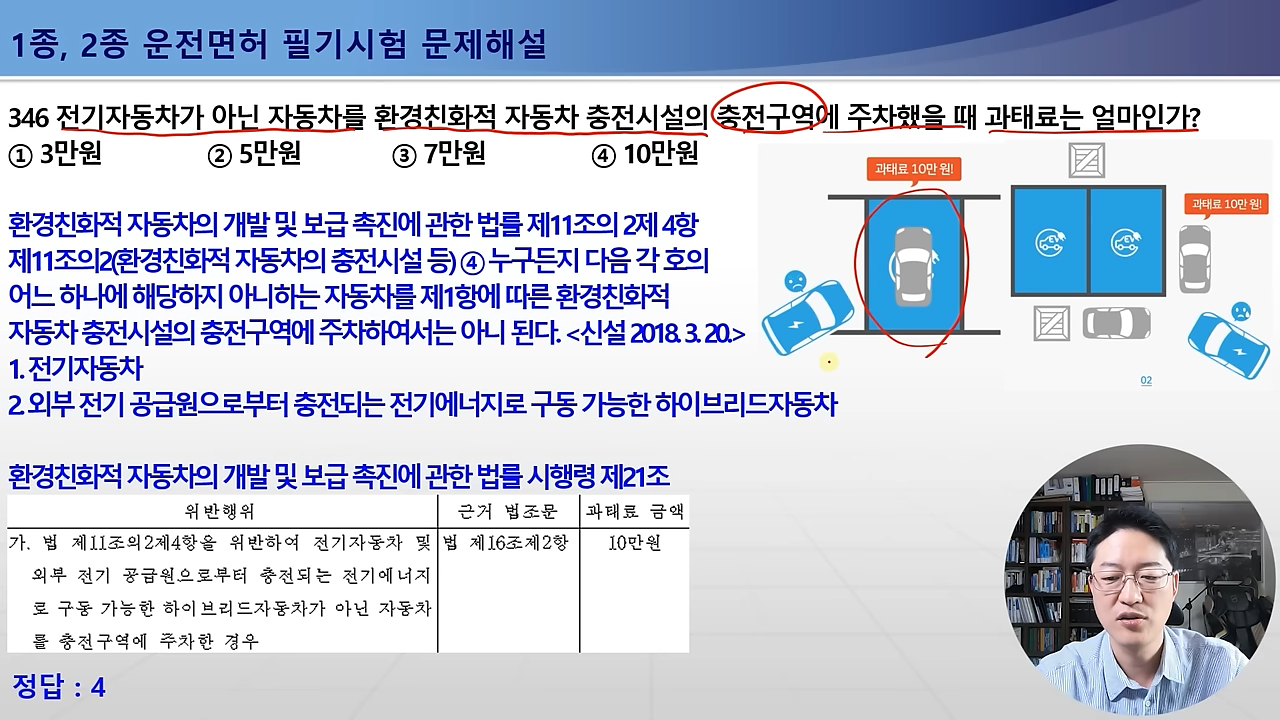 1종, 2종 운전면허 필기시험 문제해설
346 전기자동차가 아닌 자동차를 환경친화적 자동차 충전시설의 충전구역에 주차했을 때 과태료는 얼마인가?
① 3만원 ② 5만원 ③ 7만원 ④ 10만원
과태료 10만 원!
과태료 10만 원!
EV
EV
02
환경친화적 자동차의 개발 및 보급 촉진에 관한 법률 제11조의 2제 4항
제11조의2(환경친화적 자동차의 충전시설 등) ④ 누구든지 다음 각 호의
어느 하나에 해당하지 아니하는 자동차를 제1항에 따른 환경친화적
자동차 충전시설의 충전구역에 주차하여서는 아니 된다. <신설 2018. 3. 20.>
1. 전기자동차
2. 외부 전기 공급원으로부터 충전되는 전기에너지로 구동 가능한 하이브리드자동차
환경친화적 자동차의 개발 및 보급 촉진에 관한 법률 시행령 제21조
위반행위 근거 법조문 과태료 금액
가. 법 제11조의2제4항을 위반하여 전기자동차 및 법 제16조제2항 10만원
외부 전기 공급원으로부터 충전되는 전기에너지
로 구동 가능한 하이브리드자동차가 아닌 자동차
를 충전구역에 주차한 경우
정답 : 4